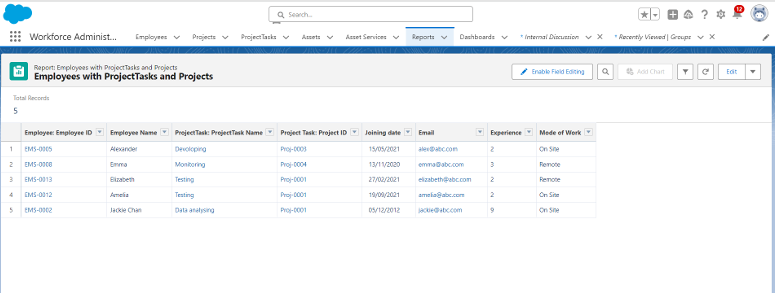 Search...
12
Workforce Administ... Employees Projects ProjectTasks Assets Asset Services Reports Dashboards * Internal Discussion * Recently Viewed | Groups
Report: Employees with ProjectTasks and Projects
Employees with ProjectTasks and Projects
Enable Field Editing Add Chart Edit
Total Records
5
Employee: Employee ID Employee Name ProjectTask: ProjectTask Name Project Task: Project ID Joining date Email Experience Mode of Work
1 EMS-0005 Alexander Devoloping Proj-0003 15/05/2021 alex@abc.com 2 On Site
2 EMS-0008 Emma Monitoring Proj-0004 13/11/2020 emma@abc.com 3 Remote
3 EMS-0013 Elizabeth Testing Proj-0001 27/02/2021 elizabeth@abc.com 2 Remote
4 EMS-0012 Amelia Testing Proj-0001 19/09/2021 amelia@abc.com 2 On Site
5 EMS-0002 Jackie Chan Data analysing Proj-0001 05/12/2012 jackie@abc.com 9 On Site